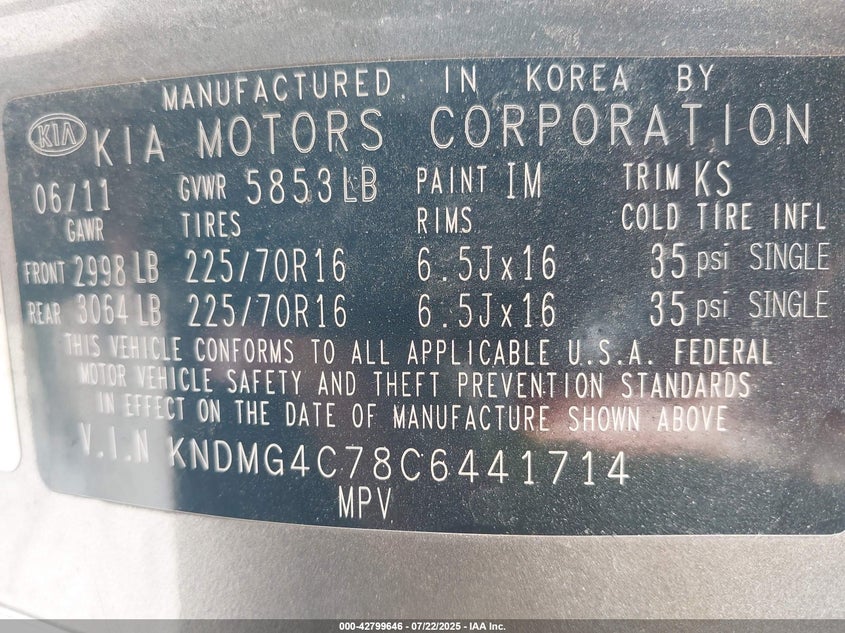 MANUFACTURED IN KOREA BY
KIA KIA MOTORS CORPORATION
06/11 GVWR 5853LB PAINT IM TRIM KS
GAWR TIRES RIMS COLD TIRE INFL
FRONT 2998 LB 225/70R16 6.5Jx16 35 psi SINGLE
REAR 3064 LB 225/70R16 6.5Jx16 35 psi SINGLE
THIS VEHICLE CONFORMS TO ALL APPLICABLE U.S.A. FEDERAL
MOTOR VEHICLE SAFETY AND THEFT PREVENTION STANDARDS
IN EFFECT ON THE DATE OF MANUFACTURE SHOWN ABOVE
V.I.N KNDMG4C78C6441714
MPV
000-42799646 - 07/22/2025 - IAA Inc.